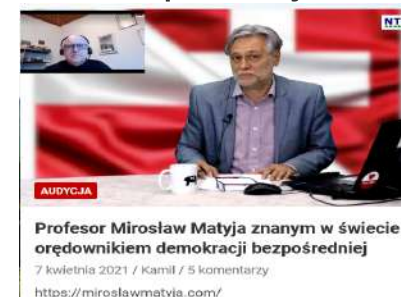 NT
AUDYCJA
Profesor Mirosław Matyja znanym w świecie
orędownikiem demokracji bezpośredniej
7 kwietnia 2021 / Kamil / 5 komentarzy
https://miroslawmatyja.com/